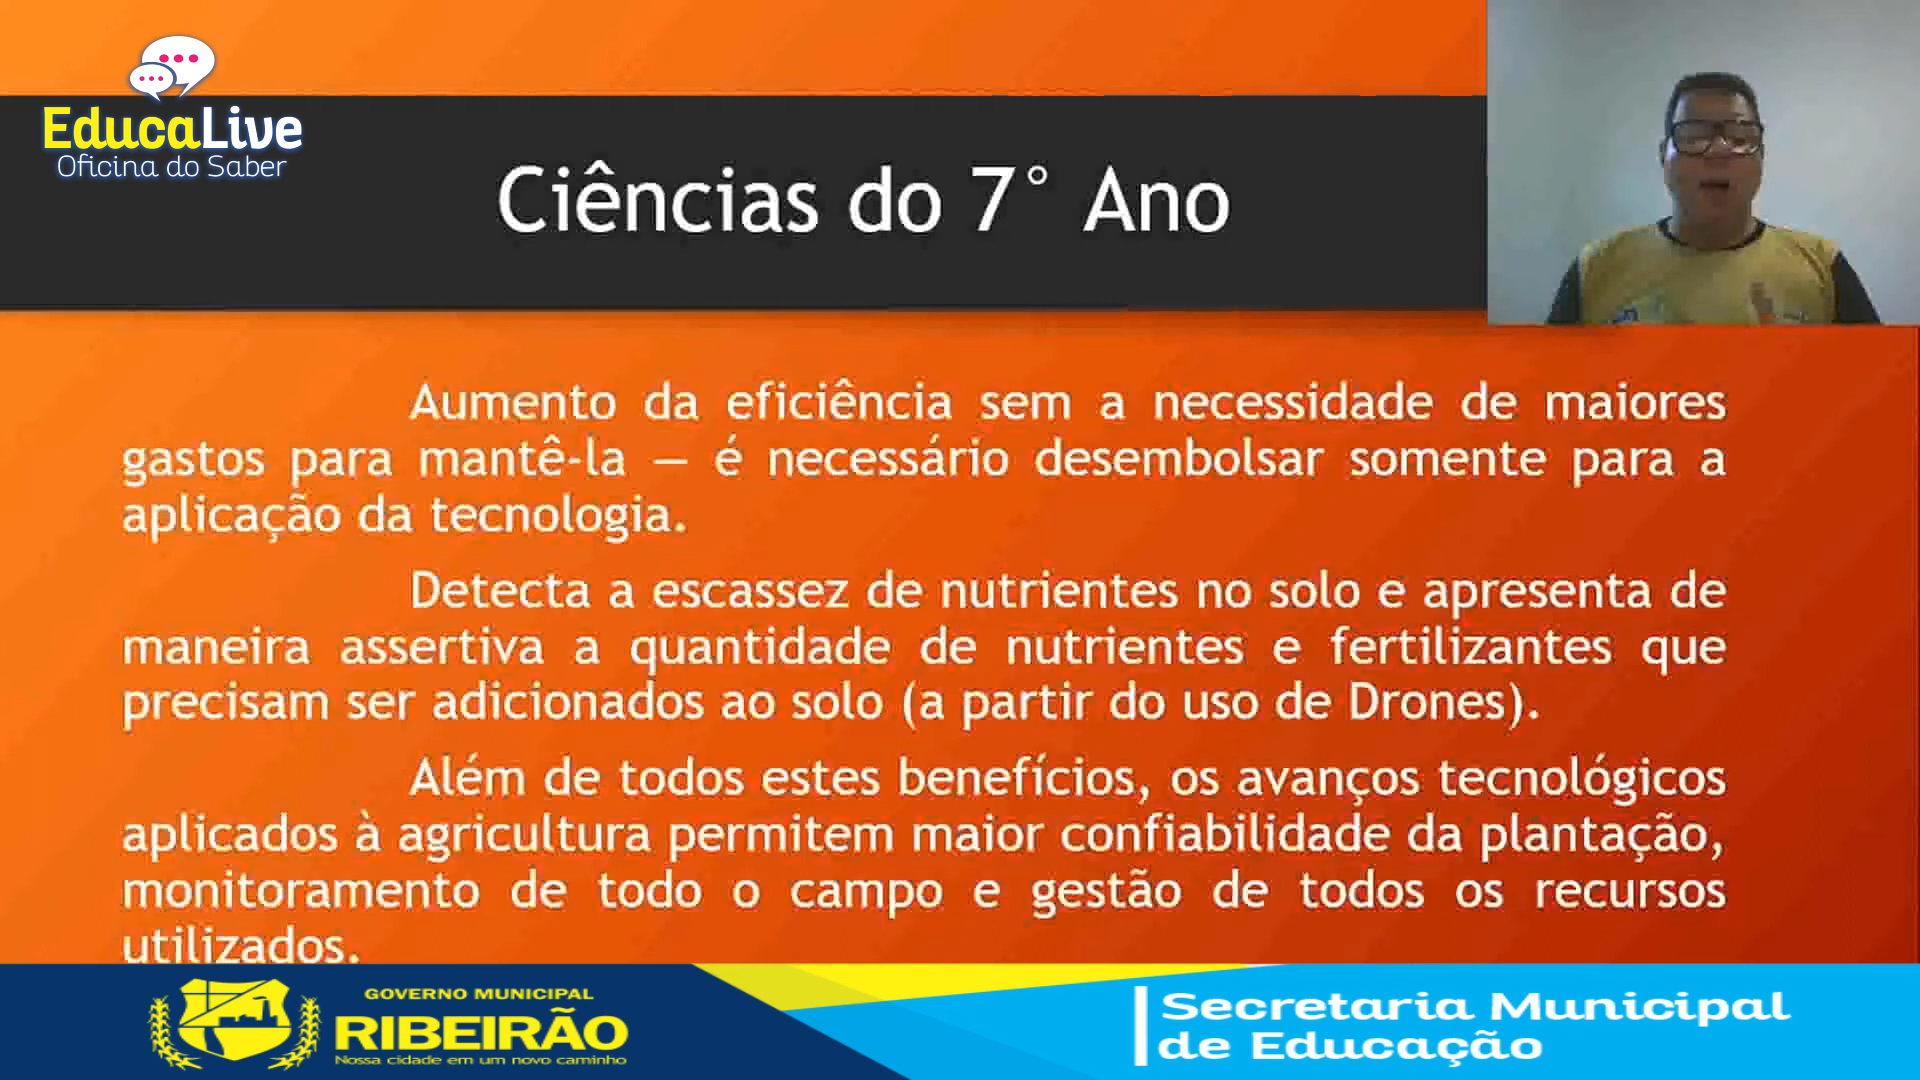 EducaLive
Oficina do Saber
Ciências do 7° Ano
Aumento da eficiência sem a necessidade de maiores
gastos para mantê-la — é necessário desembolsar somente para a
aplicação da tecnologia.
Detecta a escassez de nutrientes no solo e apresenta de
maneira assertiva a quantidade de nutrientes e fertilizantes que
precisam ser adicionados ao solo (a partir do uso de Drones).
Além de todos estes benefícios, os avanços tecnológicos
aplicados à agricultura permitem maior confiabilidade da plantação,
monitoramento de todo o campo e gestão de todos os recursos
utilizados.
GOVERNO MUNICIPAL
RIBEIRÃO
Nossa cidade em um novo caminho
Secretaria Municipal
de Educação